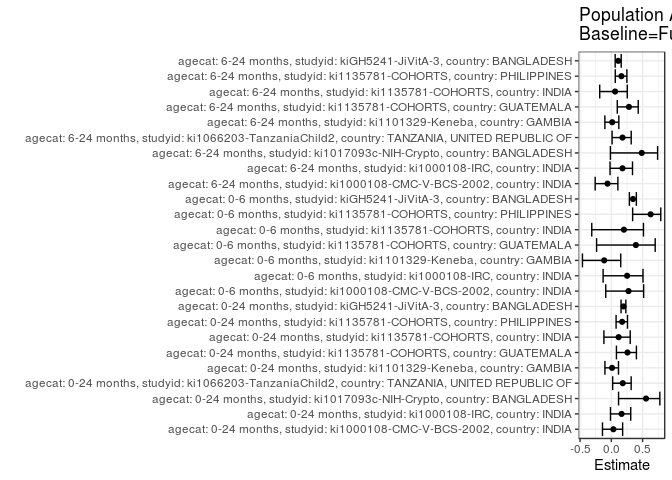 Population A
Baseline=Fu
agecat: 6-24 months, studyid: kiGH5241-JiVitA-3, country: BANGLADESH
agecat: 6-24 months, studyid: ki1135781-COHORTS, country: PHILIPPINES
agecat: 6-24 months, studyid: ki1135781-COHORTS, country: INDIA
agecat: 6-24 months, studyid: ki1135781-COHORTS, country: GUATEMALA
agecat: 6-24 months, studyid: ki1101329-Keneba, country: GAMBIA
agecat: 6-24 months, studyid: ki1066203-TanzaniaChild2, country: TANZANIA, UNITED REPUBLIC OF
agecat: 6-24 months, studyid: ki1017093c-NIH-Crypto, country: BANGLADESH
agecat: 6-24 months, studyid: ki1000108-IRC, country: INDIA
agecat: 6-24 months, studyid: ki1000108-CMC-V-BCS-2002, country: INDIA
agecat: 0-6 months, studyid: kiGH5241-JiVitA-3, country: BANGLADESH
agecat: 0-6 months, studyid: ki1135781-COHORTS, country: PHILIPPINES
agecat: 0-6 months, studyid: ki1135781-COHORTS, country: INDIA
agecat: 0-6 months, studyid: ki1135781-COHORTS, country: GUATEMALA
agecat: 0-6 months, studyid: ki1101329-Keneba, country: GAMBIA
agecat: 0-6 months, studyid: ki1000108-IRC, country: INDIA
agecat: 0-6 months, studyid: ki1000108-CMC-V-BCS-2002, country: INDIA
agecat: 0-24 months, studyid: kiGH5241-JiVitA-3, country: BANGLADESH
agecat: 0-24 months, studyid: ki1135781-COHORTS, country: PHILIPPINES
agecat: 0-24 months, studyid: ki1135781-COHORTS, country: INDIA
agecat: 0-24 months, studyid: ki1135781-COHORTS, country: GUATEMALA
agecat: 0-24 months, studyid: ki1101329-Keneba, country: GAMBIA
agecat: 0-24 months, studyid: ki1066203-TanzaniaChild2, country: TANZANIA, UNITED REPUBLIC OF
agecat: 0-24 months, studyid: ki1017093c-NIH-Crypto, country: BANGLADESH
agecat: 0-24 months, studyid: ki1000108-IRC, country: INDIA
agecat: 0-24 months, studyid: ki1000108-CMC-V-BCS-2002, country: INDIA
-0.5 0.0 0.5
Estimate